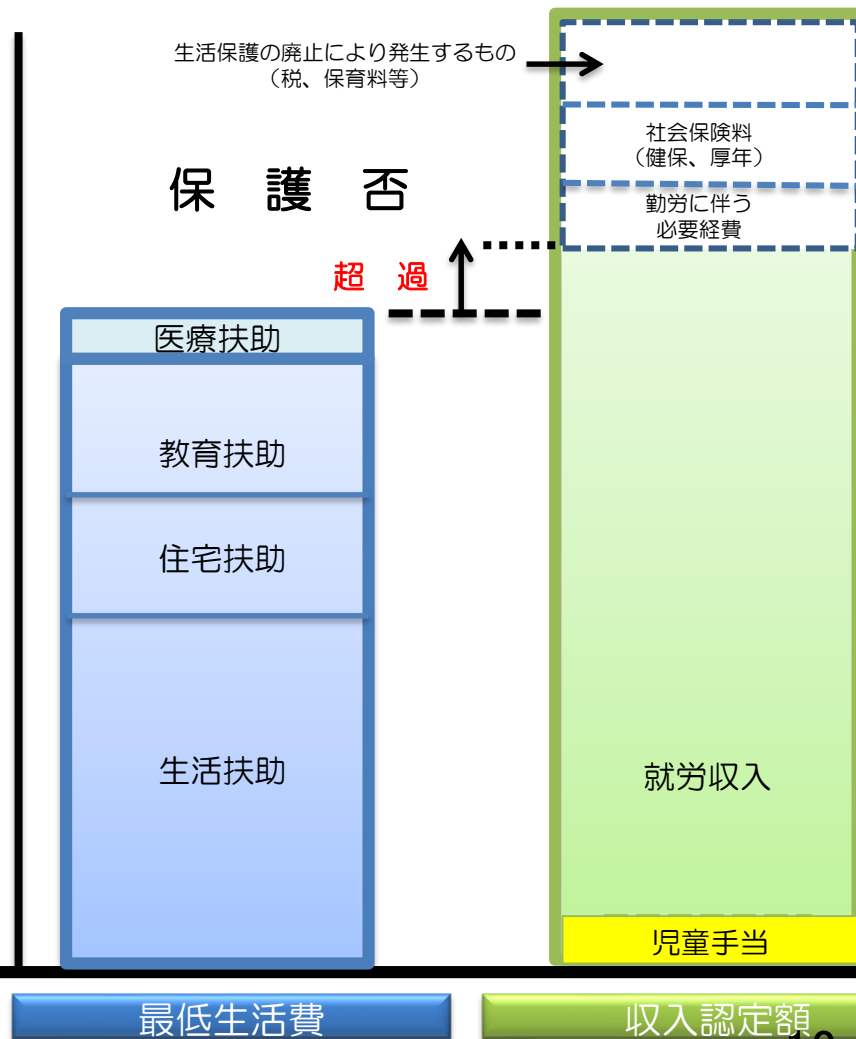 生活保護の廃止により発生するもの
（税、保育料等）
社会保険料
（健保、厚年）
保　護　否
勤労に伴う
必要経費
超　過
医療扶助
教育扶助
住宅扶助
生活扶助
就労収入
児童手当
最低生活費
収入認定額